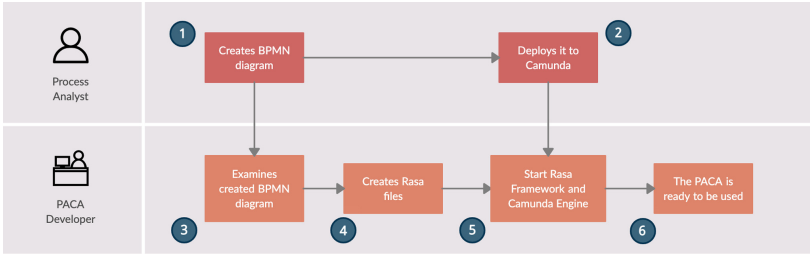 1
Creates BPMN
diagram
Deploys it to
Camunda
2
Process
Analyst
Examines
created BPMN
diagram
Creates Rasa
files
Start Rasa
Framework and
Camunda Engine
The PACA is
ready to be used
PACA
Developer
3
4
5
6